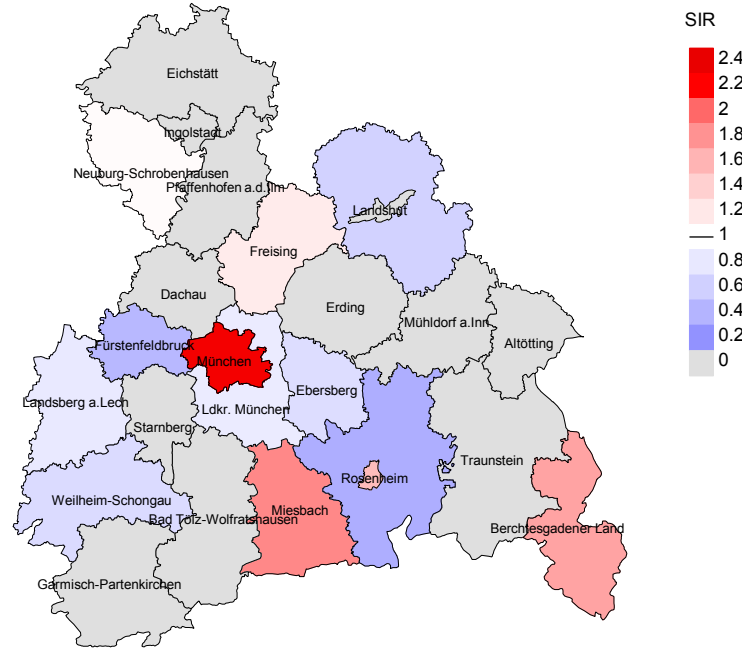 SIR
2.4
2.2
2
1.8
1.6
1.4
1.2
1
0.8
0.6
0.4
0.2
0
Eichstätt
Ingolstadt
Neuburg-Schrobenhausen
Pfaffenhofen a.d.Ilm
Landshut
Freising
Dachau
Erding
Mühldorf a.Inn
Altötting
Fürstenfeldbruck
München
Ebersberg
Landsberg a.Lech
Ldkr. München
Starnberg
Traunstein
Rosenheim
Weilheim-Schongau
Miesbach
Bad Tölz-Wolfratshausen
Berchtesgadener Land
Garmisch-Partenkirchen